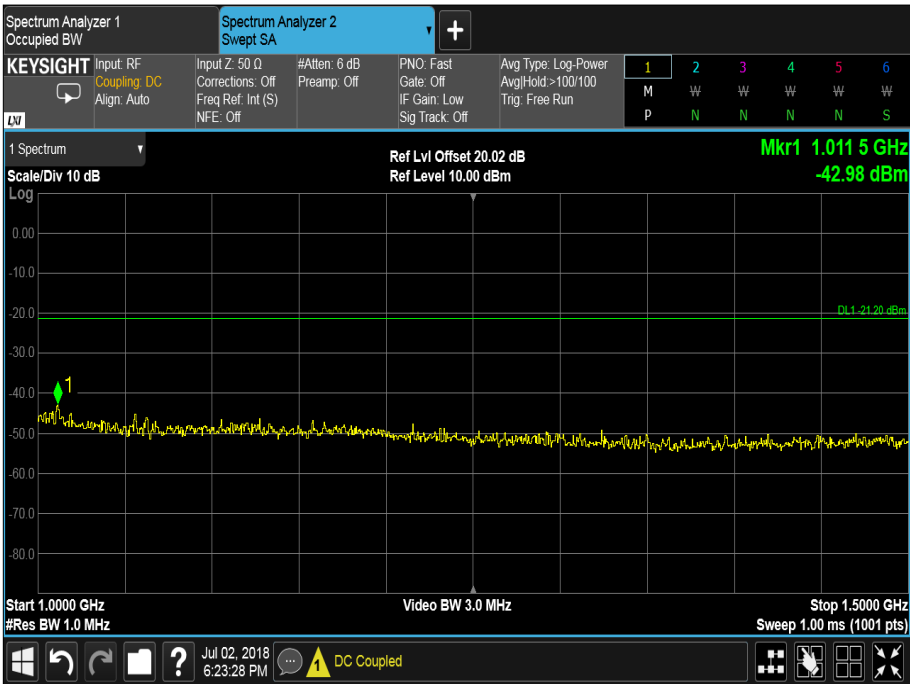 Spectrum Analyzer 1
Occupied BW
Spectrum Analyzer 2
Swept SA
+
KEYSIGHT
LXI
Input: RF
Coupling: DC
Align: Auto
Input Z: 50 Ω
Corrections: Off
Freq Ref: Int (S)
NFE: Off
#Atten: 6 dB
Preamp: Off
PNO: Fast
Gate: Off
IF Gain: Low
Sig Track: Off
Avg Type: Log-Power
Avg|Hold:>100/100
Trig: Free Run
1 2 3 4 5 6
M W W W W W
P N N N N S
1 Spectrum
Scale/Div 10 dB
Log
Ref Lvl Offset 20.02 dB
Ref Level 10.00 dBm
Mkr1 1.011 5 GHz
-42.98 dBm
0.00
-10.0
-20.0
DL1 -21.20 dBm
-30.0
-40.0
1
-50.0
-60.0
-70.0
-80.0
Start 1.0000 GHz
#Res BW 1.0 MHz
Video BW 3.0 MHz
Stop 1.5000 GHz
Sweep 1.00 ms (1001 pts)
?
Jul 02, 2018
6:23:28 PM
1
DC Coupled